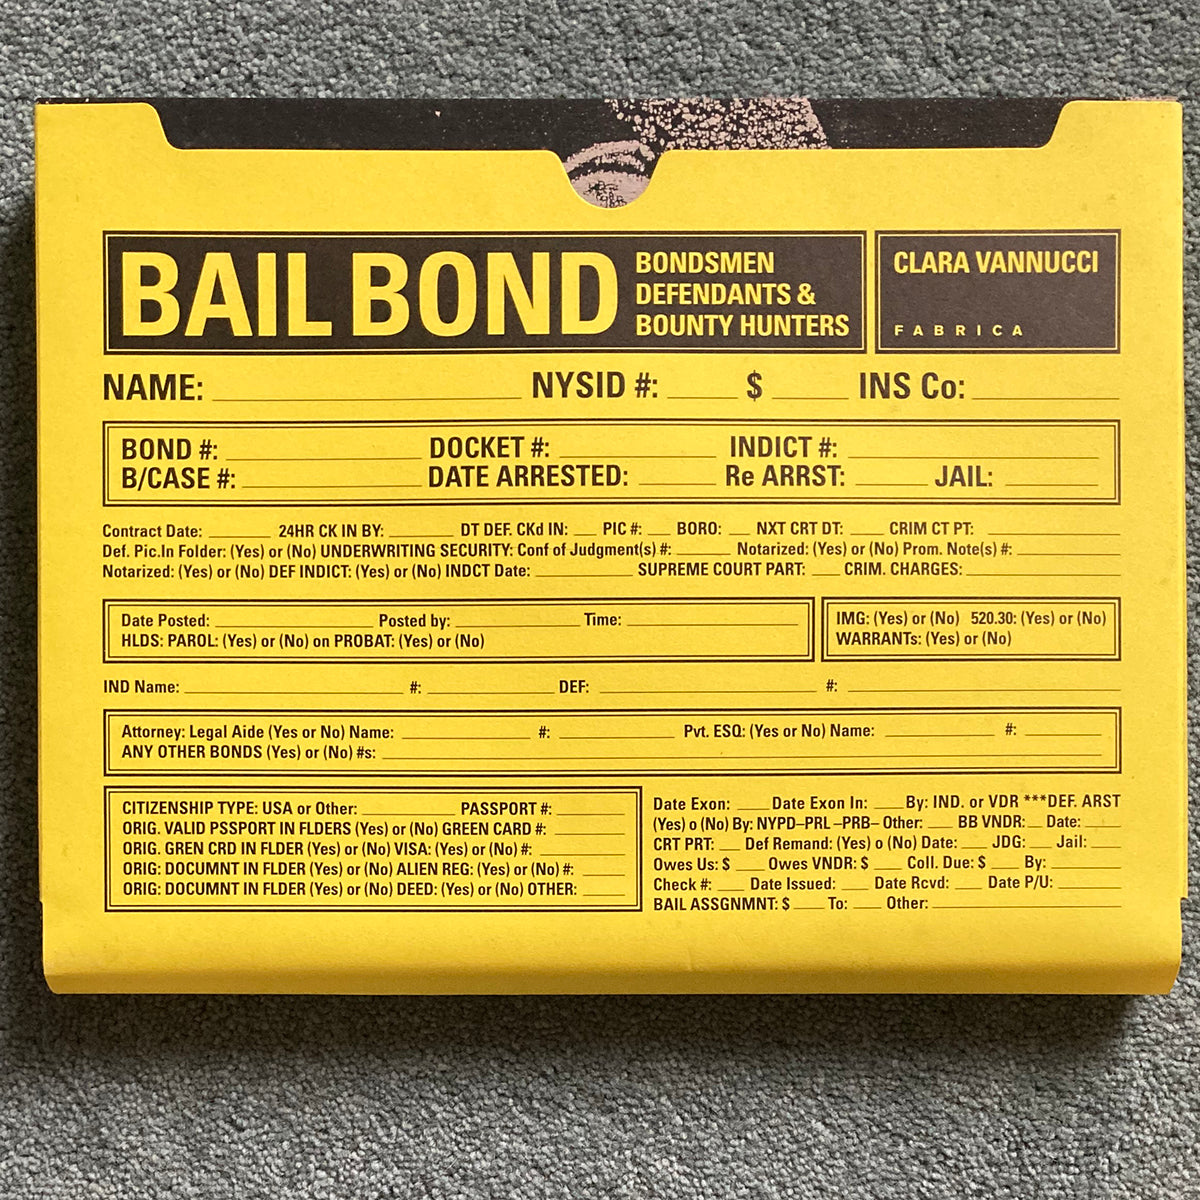 BAIL BOND
BONDSMEN
DEFENDANTS &
BOUNTY HUNTERS
CLARA VANNUCCI
FABRICA
NAME: NYSID #: $ INS Co:
BOND #: DOCKET #: INDICT #:
B/CASE #: DATE ARRESTED: Re ARRST: JAIL:
Contract Date: 24HR CK IN BY: DT DEF. CKd IN: PIC #: BORO: NXT CRT DT: CRIM CT PT:
Def. Pic.In Folder: (Yes) or (No) UNDERWRITING SECURITY: Conf of Judgment(s) #: Notarized: (Yes) or (No) Prom. Note(s) #:
Notarized: (Yes) or (No) DEF INDICT: (Yes) or (No) INDCT Date: SUPREME COURT PART: CRIM. CHARGES:
Date Posted: Posted by: Time:
HLDS: PAROL: (Yes) or (No) on PROBAT: (Yes) or (No)
IMG: (Yes) or (No) 520.30: (Yes) or (No)
WARRANTs: (Yes) or (No)
IND Name: #: DEF: #:
Attorney: Legal Aide (Yes or No) Name: #: Pvt. ESQ: (Yes or No) Name: #:
ANY OTHER BONDS (Yes) or (No) #s:
CITIZENSHIP TYPE: USA or Other: PASSPORT #:
ORIG. VALID PSSPORT IN FLDERS (Yes) or (No) GREEN CARD #:
ORIG. GREN CRD IN FLDER (Yes) or (No) VISA: (Yes) or (No) #:
ORIG: DOCUMNT IN FLDER (Yes) or (No) ALIEN REG: (Yes) or (No) #:
ORIG: DOCUMNT IN FLDER (Yes) or (No) DEED: (Yes) or (No) OTHER:
Date Exon: Date Exon In: By: IND. or VDR ***DEF. ARST
(Yes) o (No) By: NYPD–PRL –PRB– Other: BB VNDR: Date:
CRT PRT: Def Remand: (Yes) o (No) Date: JDG: Jail:
Owes Us: $ Owes VNDR: $ Coll. Due: $ By:
Check #: Date Issued: Date Rcvd: Date P/U:
BAIL ASSGNMNT: $ To: Other: